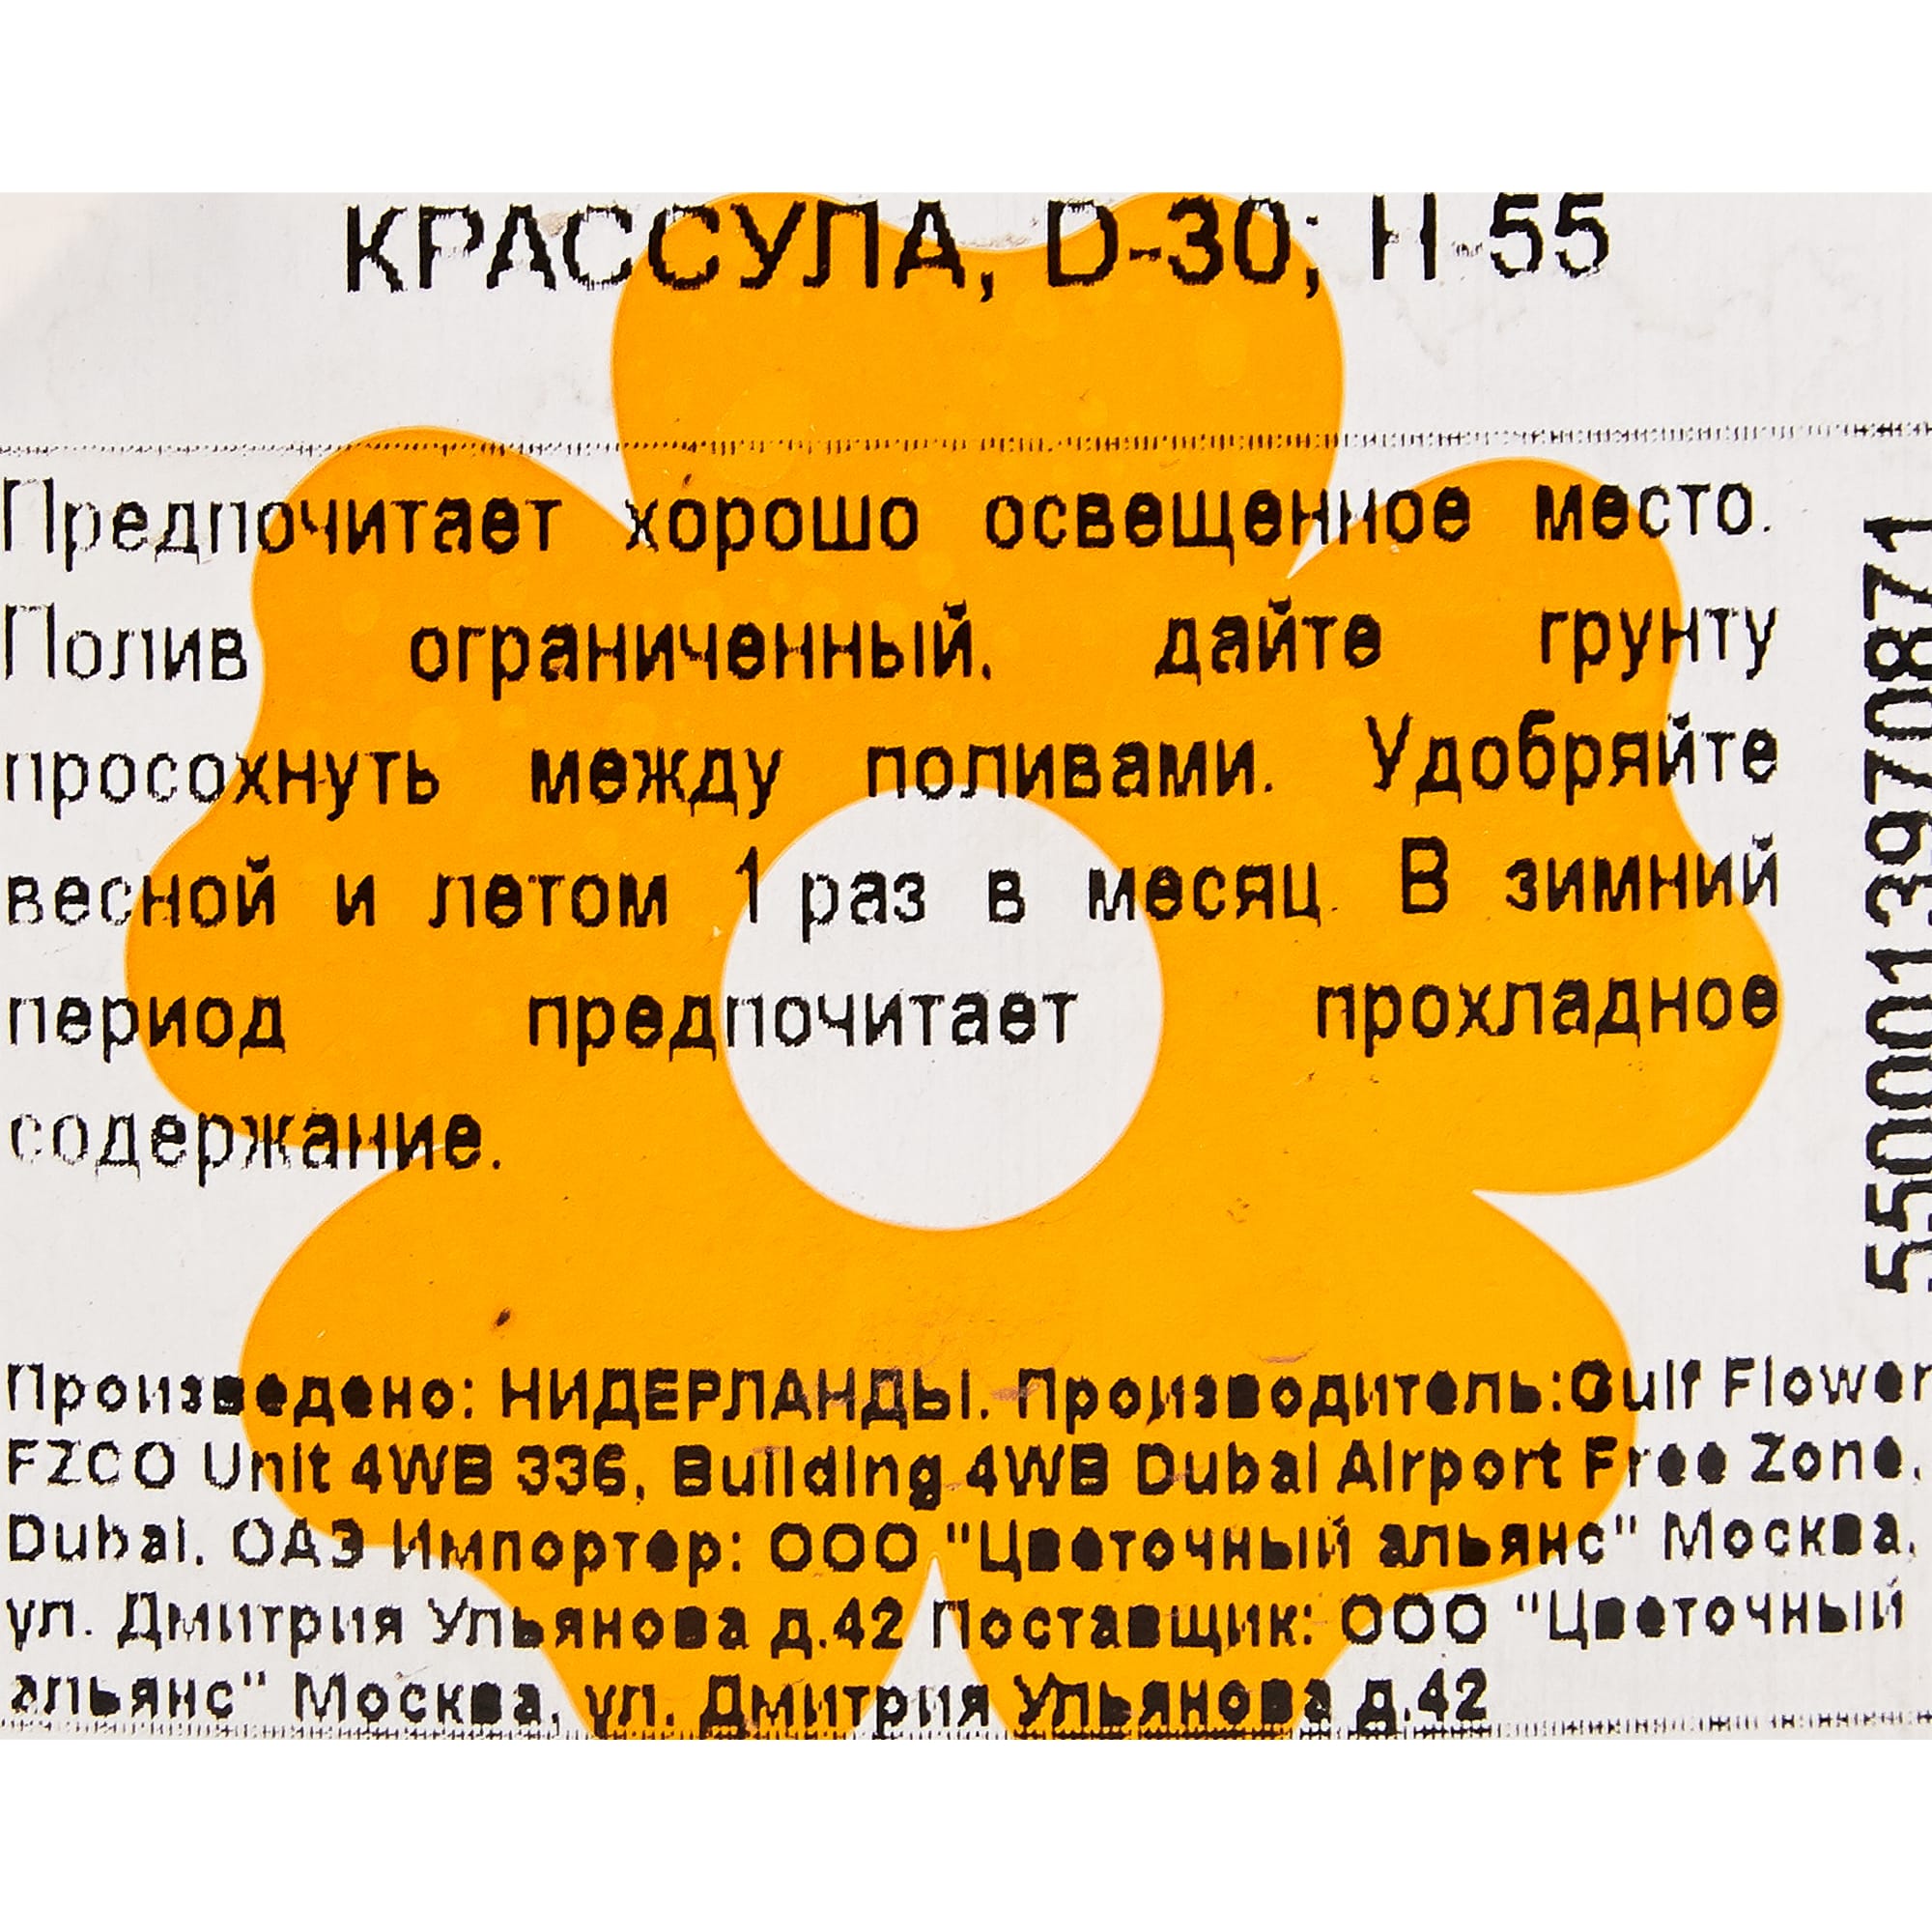 КРАССУЛА, D-30; H-55
Предпочитает хорошо освещенное место.
Полив ограниченный, дайте грунту
просохнуть между поливами. Удобряйте
весной и летом 1 раз в месяц. В зимний
период предпочитает прохладное
содержание.
Произведено: НИДЕРЛАНДЫ. Производитель:Gulf Flower
FZCO Unit 4WB 336, Building 4WB Dubai Airport Free Zone,
Dubai, ОАЭ Импортер: ООО "Цветочный альянс" Москва,
ул. Дмитрия Ульянова д.42 Поставщик: ООО "Цветочный
альянс" Москва, ул. Дмитрия Ульянова д.42
5500013970871